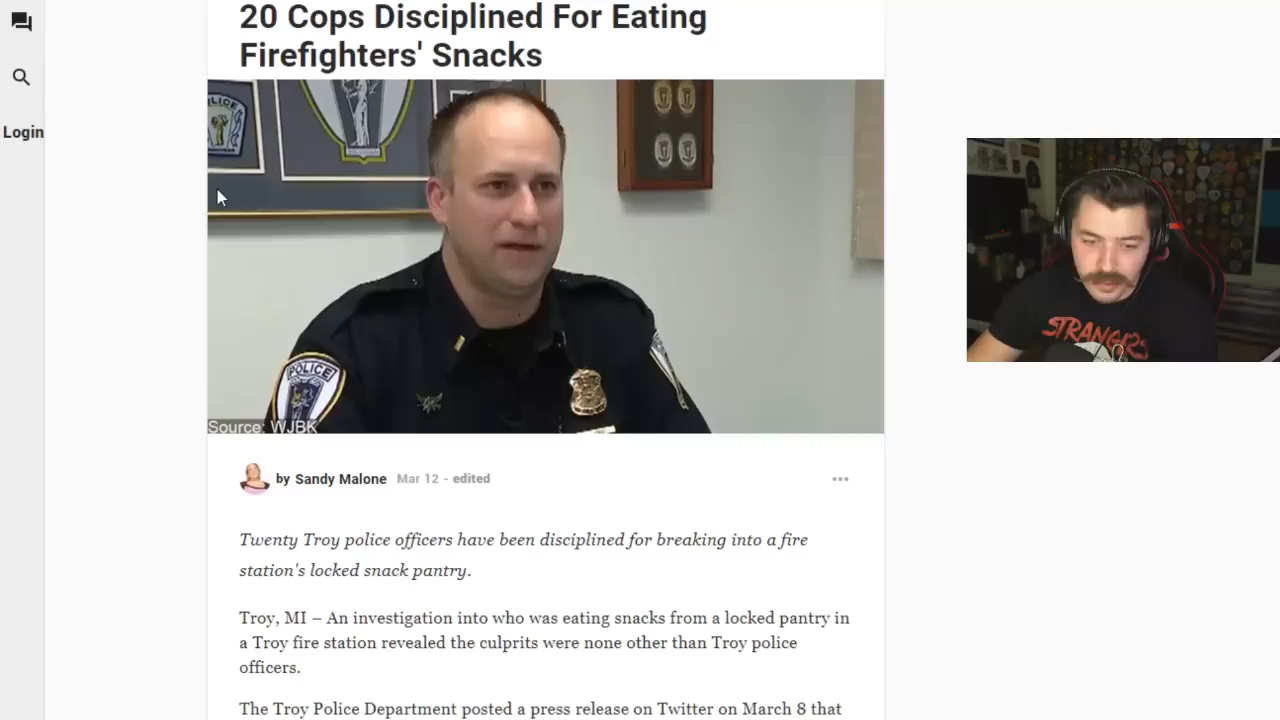 20 Cops Disciplined For Eating
Firefighters' Snacks
Login
POLICE
POLICE
Source: WJBK
STRANGERS
by Sandy Malone Mar 12 - edited
Twenty Troy police officers have been disciplined for breaking into a fire
station's locked snack pantry.
Troy, MI – An investigation into who was eating snacks from a locked pantry in
a Troy fire station revealed the culprits were none other than Troy police
officers.
The Troy Police Department posted a press release on Twitter on March 8 that